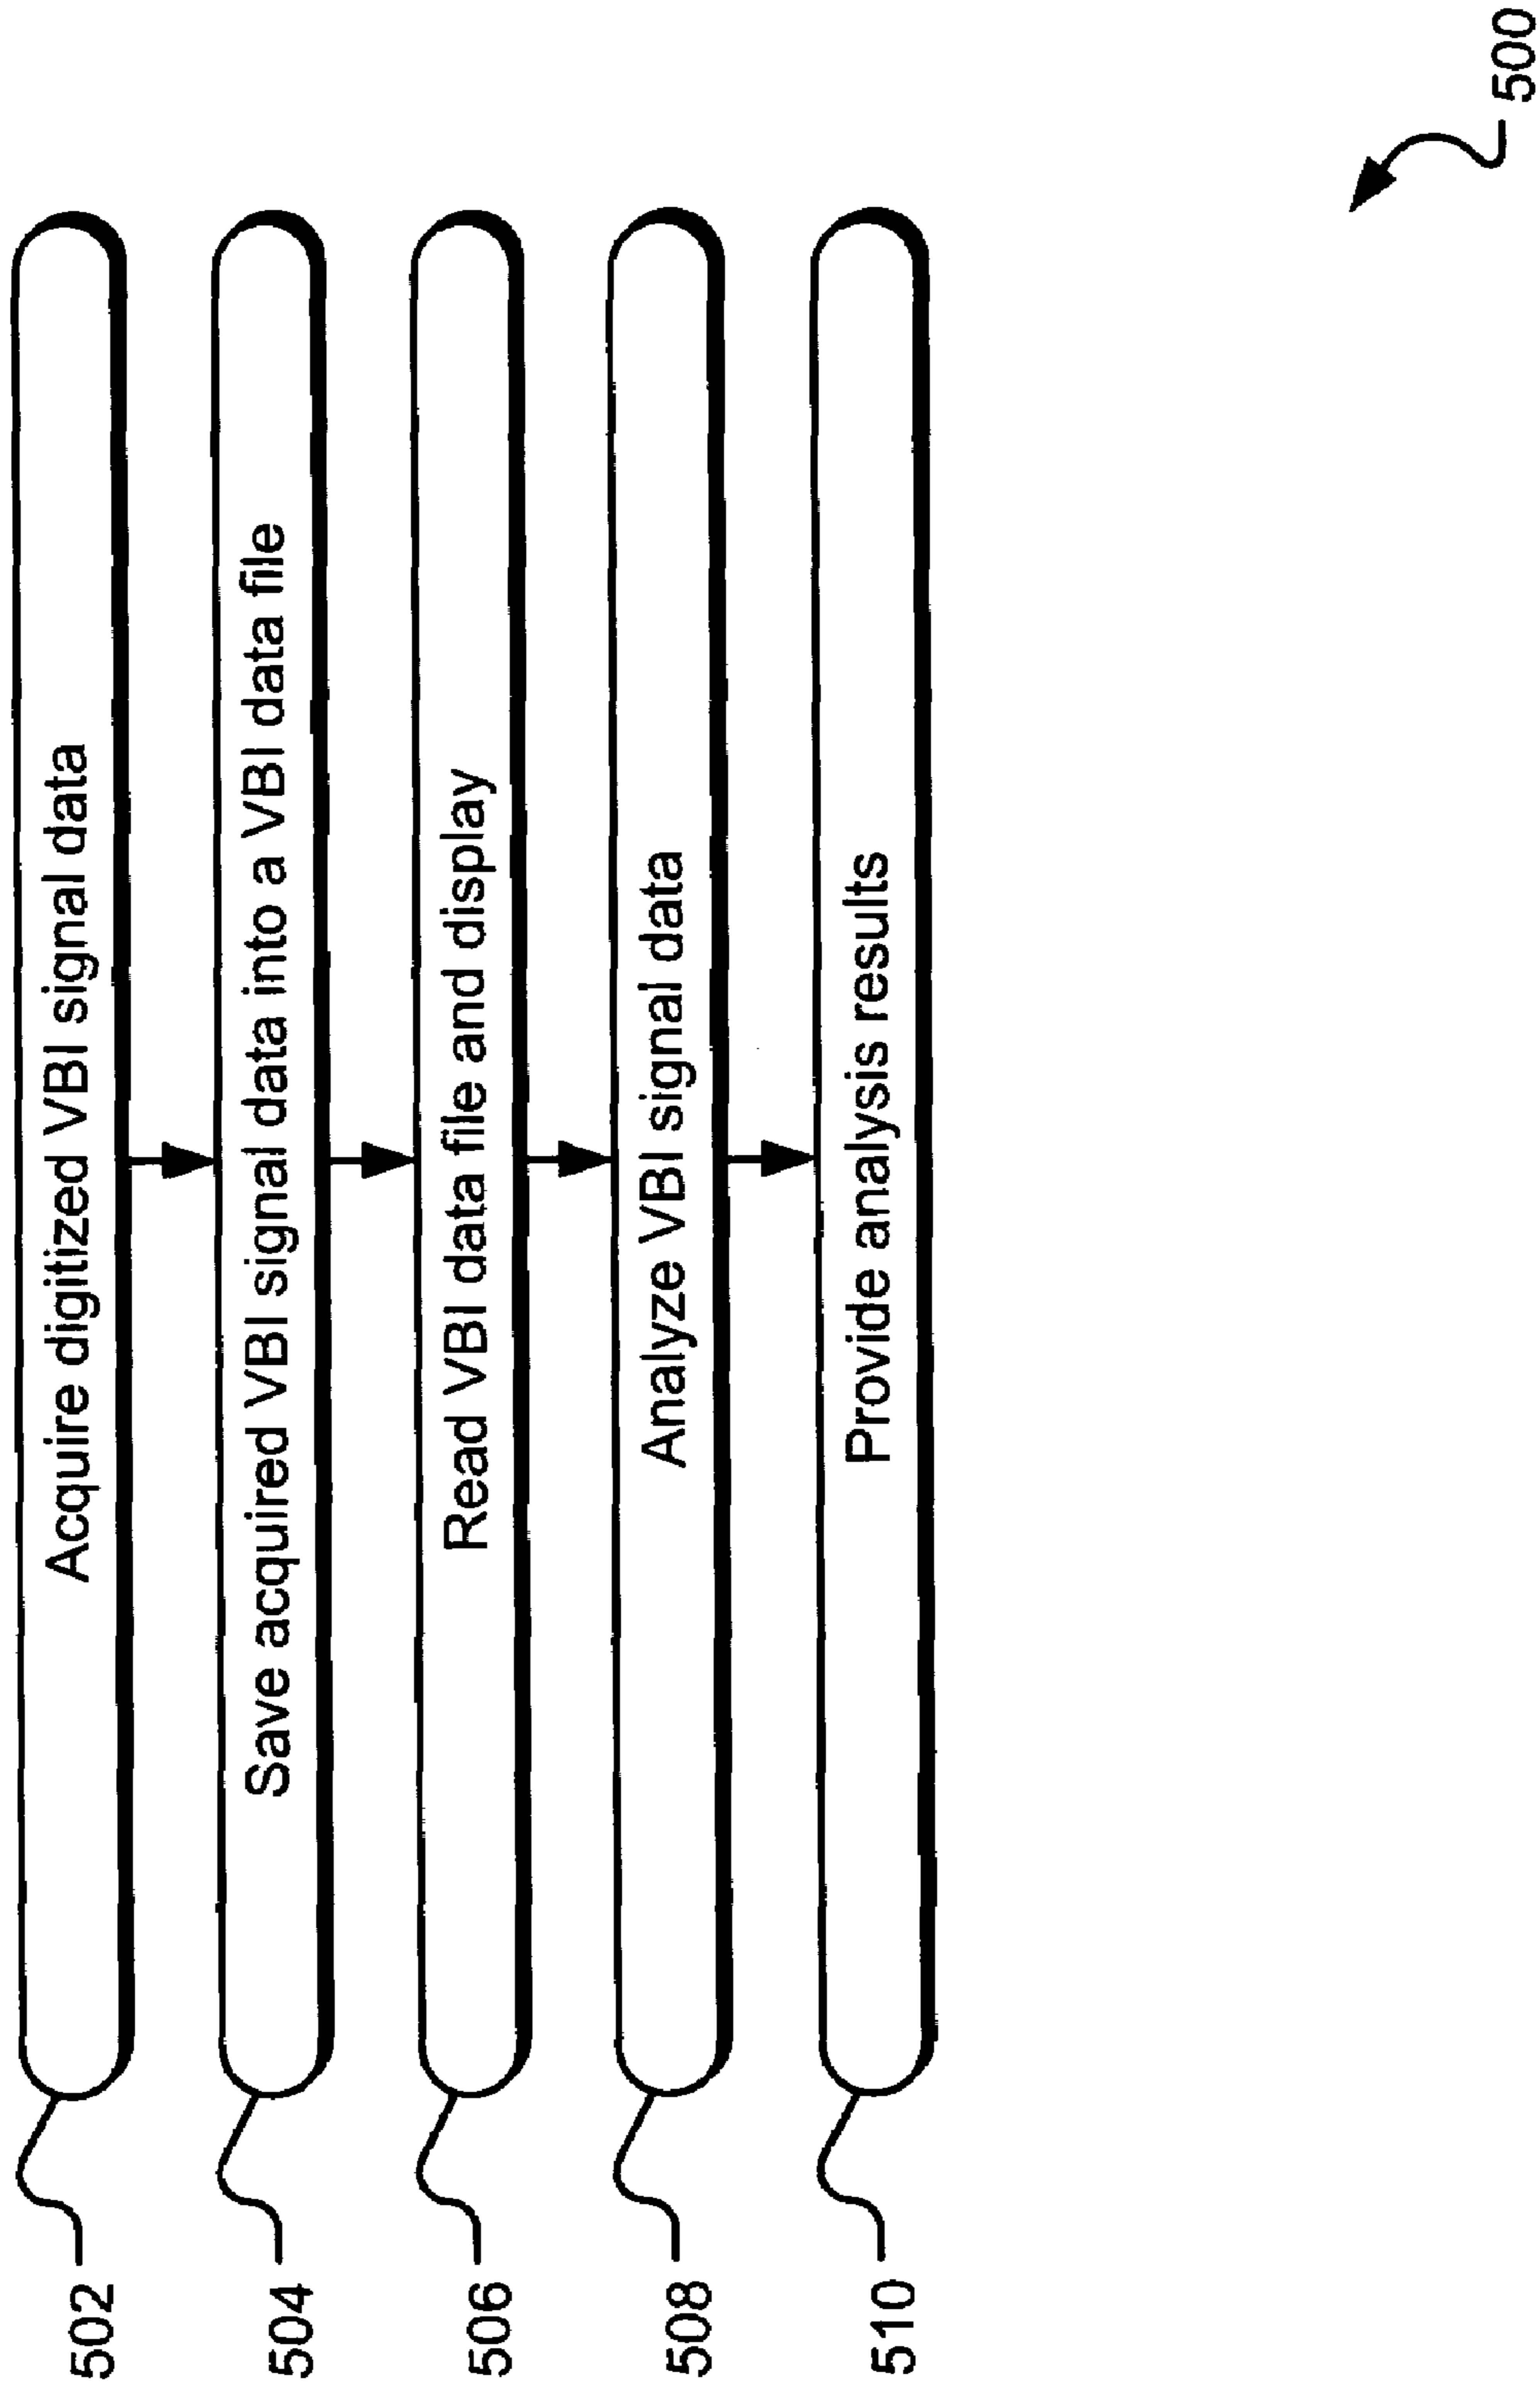 502
Acquire digitized VBI signal data
504
Save acquired VBI signal data into a VBI data file
506
Read VBI data file and display
508
Analyze VBI signal data
510
Provide analysis results
500